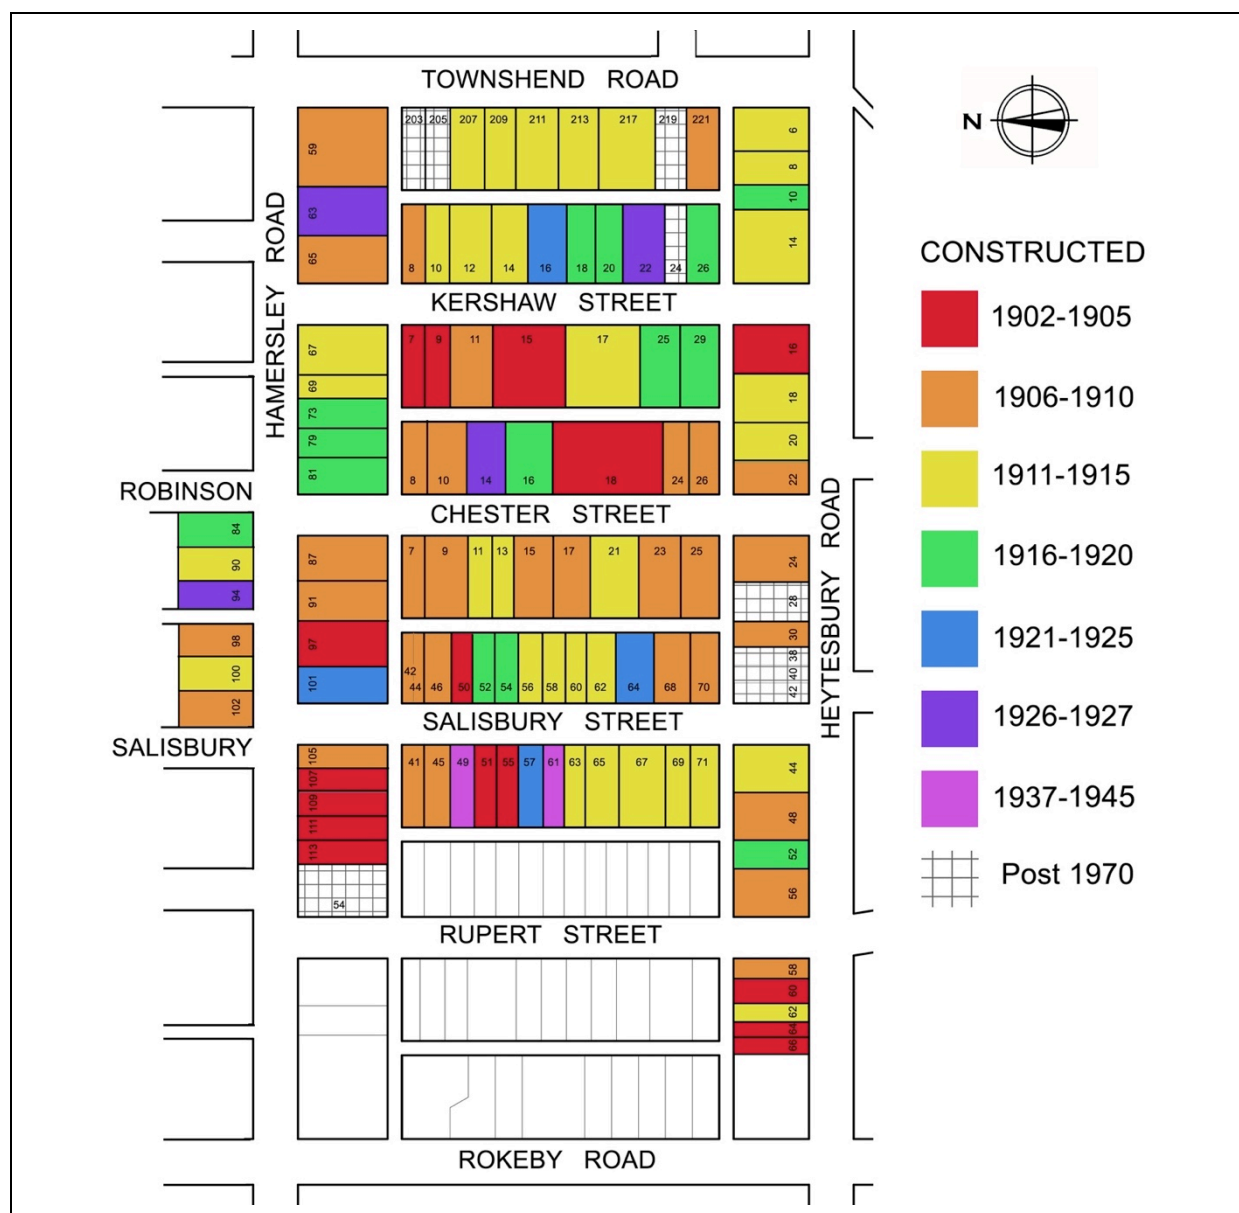 TOWNSHEND ROAD
203 205 207 209 211 213 217 219 221
59
63
65
6
8
10
14
N
8 10 12 14 16 18 20 22 24 26
KERSHAW STREET
HAMERSLEY ROAD
CONSTRUCTED
1902-1905
1906-1910
1911-1915
1916-1920
1921-1925
1926-1927
1937-1945
Post 1970
67
69
73
79
81
7 9 11 15 17 25 29
16
18
20
22
8 10 14 16 18 24 26
ROBINSON
CHESTER STREET
HEYTESBURY ROAD
84
90
94
98
100
102
87
91
97
101
7 9 11 13 15 17 21 23 25
24
28
30
38
40
42
42
44 46 50 52 54 56 58 60 62 64 68 70
SALISBURY STREET
SALISBURY
105
107
109
111
113
54
41 45 49 51 55 57 61 63 65 67 69 71
44
48
52
56
RUPERT STREET
58
60
62
64
66
ROKEBY ROAD